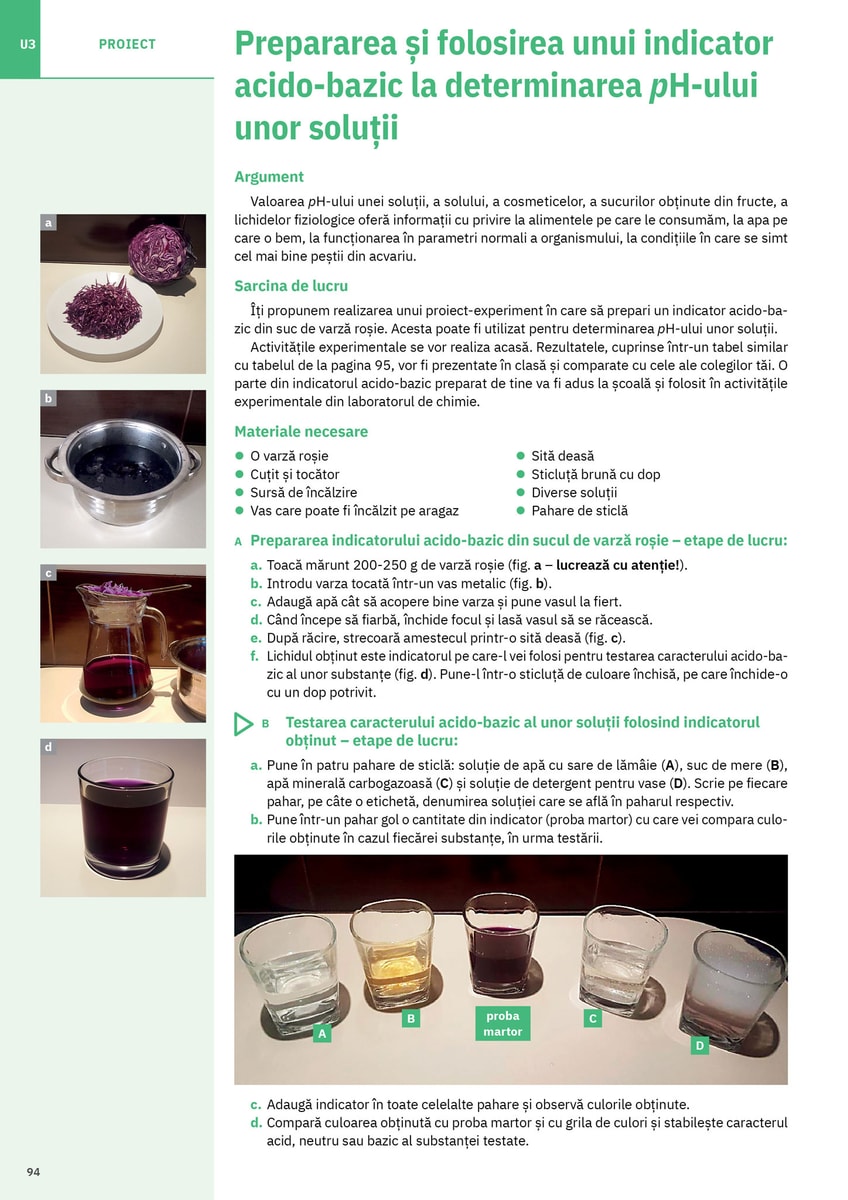 U3
PROIECT
Prepararea și folosirea unui indicator
acido-bazic la determinarea pH-ului
unor soluții
Argument
Valoarea pH-ului unei soluții, a solului, a cosmeticelor, a sucurilor obținute din fructe, a
lichidelor fiziologice oferă informații cu privire la alimentele pe care le consumăm, la apa pe
care o bem, la funcționarea în parametri normali a organismului, la condițiile în care se simt
cel mai bine peștii din acvariu.
Sarcina de lucru
Îți propunem realizarea unui proiect-experiment în care să prepari un indicator acido-ba-
zic din suc de varză roșie. Acesta poate fi utilizat pentru determinarea pH-ului unor soluții.
Activitățile experimentale se vor realiza acasă. Rezultatele, cuprinse într-un tabel similar
cu tabelul de la pagina 95, vor fi prezentate în clasă și comparate cu cele ale colegilor tăi. O
parte din indicatorul acido-bazic preparat de tine va fi adus la școală și folosit în activitățile
experimentale din laboratorul de chimie.
Materiale necesare
● O varză roșie
● Cuțit și tocător
● Sursă de încălzire
● Vas care poate fi încălzit pe aragaz
● Sită deasă
● Sticluță brună cu dop
● Diverse soluții
● Pahare de sticlă
A Prepararea indicatorului acido-bazic din sucul de varză roșie – etape de lucru:
a. Toacă mărunt 200-250 g de varză roșie (fig. a – lucrează cu atenție!).
b. Introdu varza tocată într-un vas metalic (fig. b).
c. Adaugă apă cât să acopere bine varza și pune vasul la fiert.
d. Când începe să fiarbă, închide focul și lasă vasul să se răcească.
e. După răcire, strecoară amestecul printr-o sită deasă (fig. c).
f. Lichidul obținut este indicatorul pe care-l vei folosi pentru testarea caracterului acido-ba-
zic al unor substanțe (fig. d). Pune-l într-o sticluță de culoare închisă, pe care închide-o
cu un dop potrivit.
B Testarea caracterului acido-bazic al unor soluții folosind indicatorul
obținut – etape de lucru:
a. Pune în patru pahare de sticlă: soluție de apă cu sare de lămâie (A), suc de mere (B),
apă minerală carbogazoasă (C) și soluție de detergent pentru vase (D). Scrie pe fiecare
pahar, pe câte o etichetă, denumirea soluției care se află în paharul respectiv.
b. Pune într-un pahar gol o cantitate din indicator (proba martor) cu care vei compara culo-
rile obținute în cazul fiecărei substanțe, în urma testării.
A
B
proba
martor
C
D
c. Adaugă indicator în toate celelalte pahare și observă culorile obținute.
d. Compară culoarea obținută cu proba martor și cu grila de culori și stabilește caracterul
acid, neutru sau bazic al substanței testate.
a
b
c
d
94